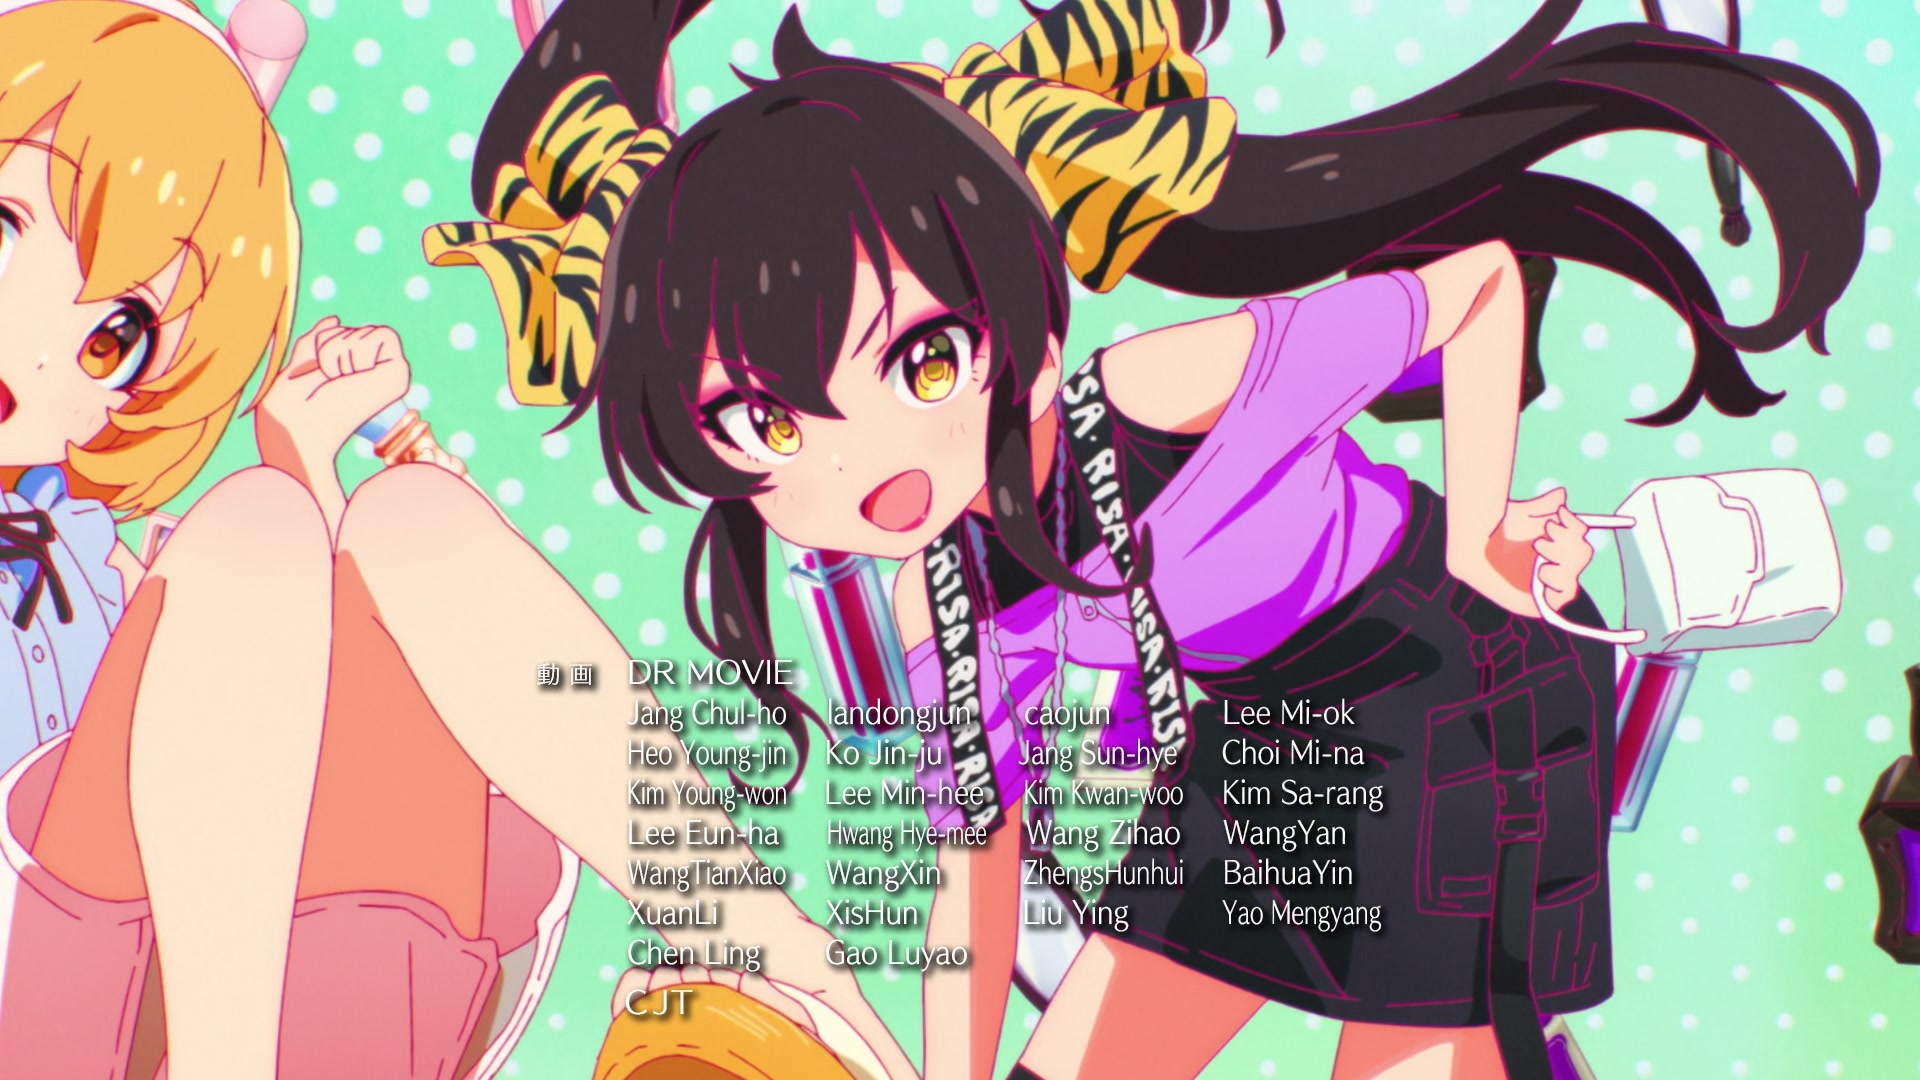 SA·RISA·RISA·RISA
·RISA·RISA·RISA
動画 DR MOVIE
Jang Chul-ho landongjun caojun Lee Mi-ok
Heo Young-jin Ko Jin-ju Jang Sun-hye Choi Mi-na
Kim Young-won Lee Min-hee Kim Kwan-woo Kim Sa-rang
Lee Eun-ha Hwang Hye-mee Wang Zihao WangYan
WangTianXiao WangXin ZhengsHunhui BaihuaYin
XuanLi XisHun Liu Ying Yao Mengyang
Chen Ling Gao Luyao
CJT